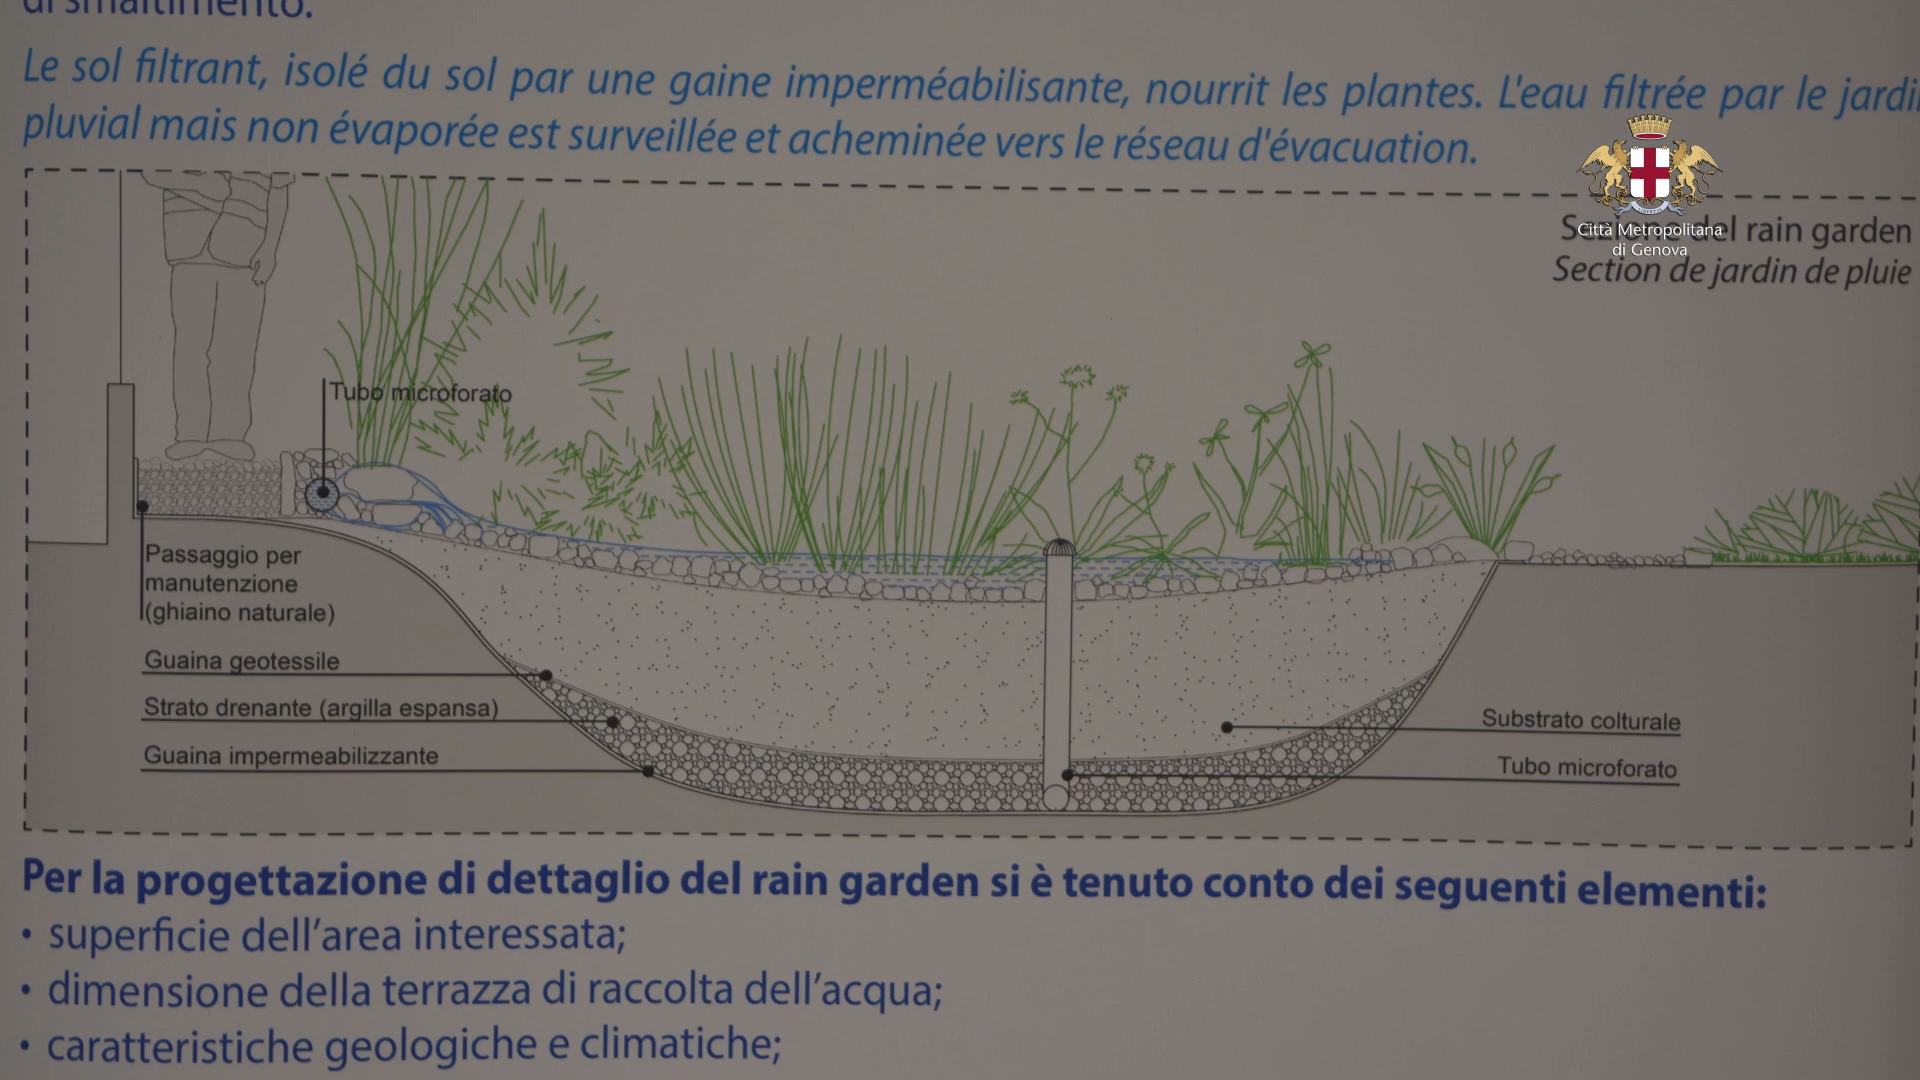 di smaltimento.
Le sol filtrant, isolé du sol par une gaine imperméabilisante, nourrit les plantes. L'eau filtrée par le
pluvial mais non évaporée est surveillée et acheminée vers le réseau d'évacuation.
Sezione del rain garden
Section de jardin de pluie
Città Metropolitana
di Genova
Tubo microforato
Passaggio per
manutenzione
(ghiaino naturale)
Guaina geotessile
Strato drenante (argilla espansa)
Guaina impermeabilizzante
Substrato colturale
Tubo microforato
Per la progettazione di dettaglio del rain garden si è tenuto conto dei seguenti elementi:
• superficie dell'area interessata;
• dimensione della terrazza di raccolta dell'acqua;
• caratteristiche geologiche e climatiche;